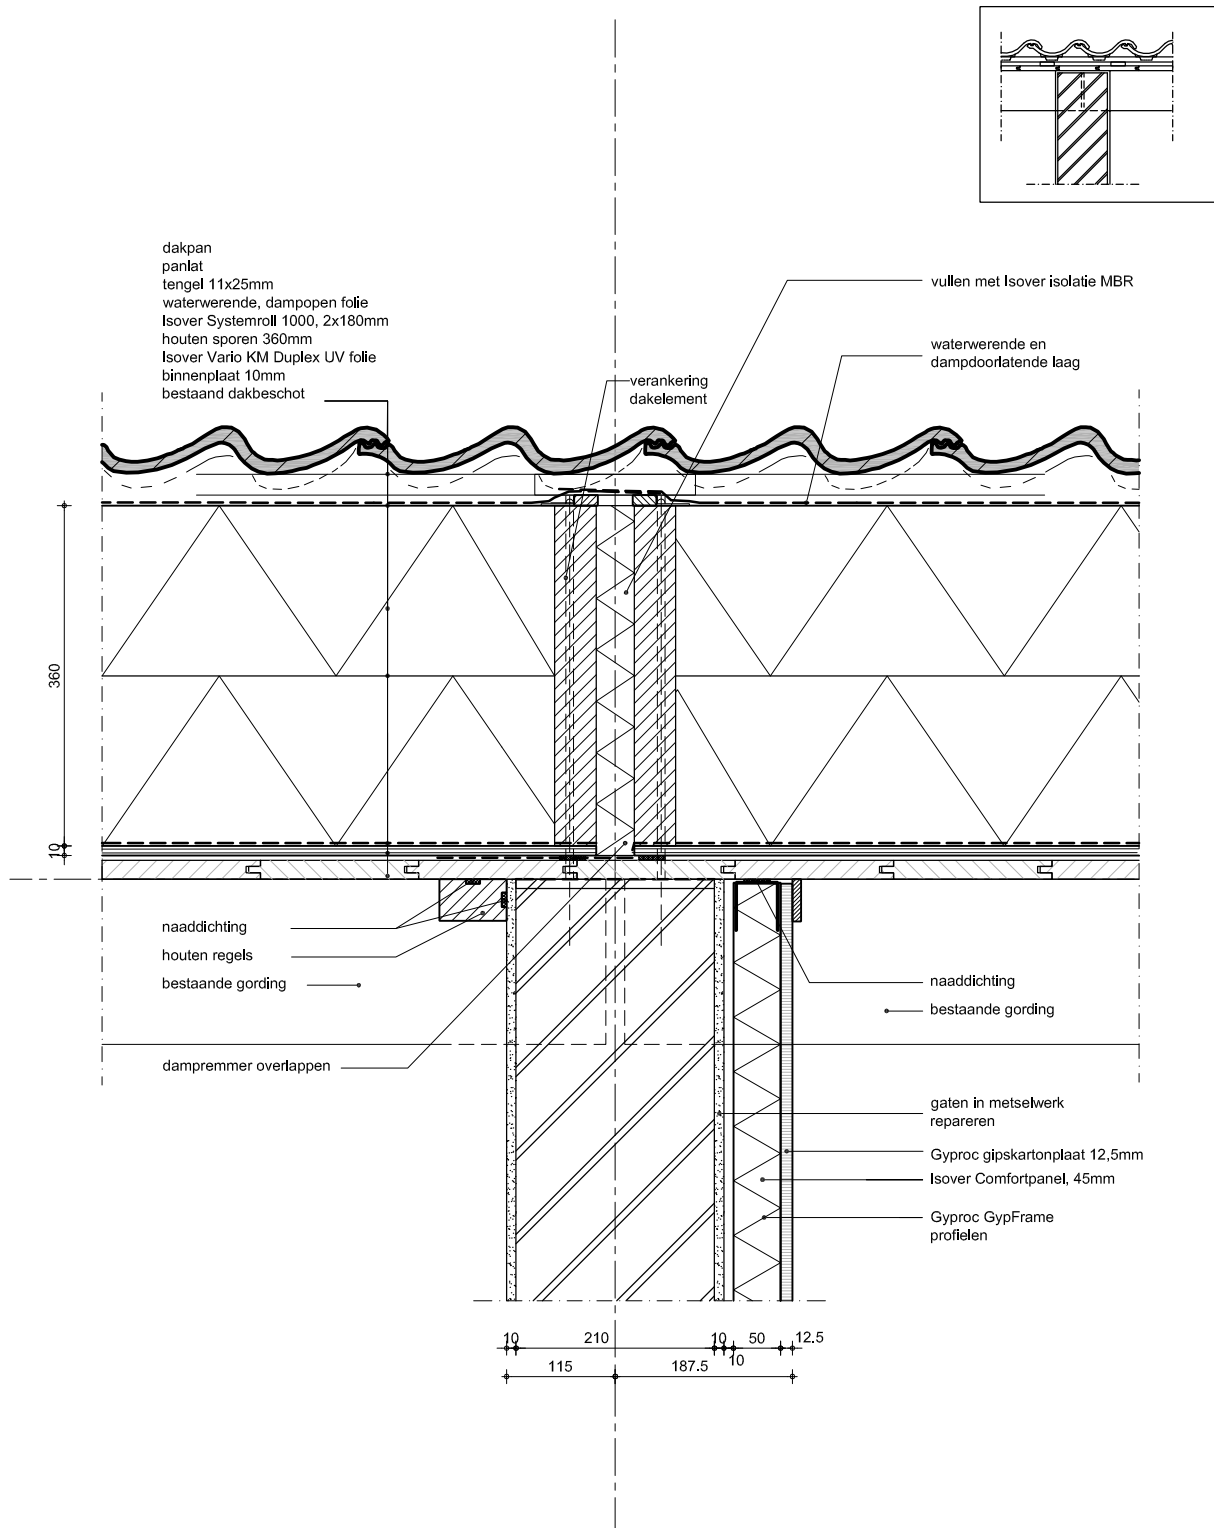 dakpan
panlat
tengel 11x25mm
waterwerende, dampopen folie
Isover Systemroll 1000, 2x180mm
houten sporen 360mm
Isover Vario KM Duplex UV folie
binnenplaat 10mm
bestaand dakbeschot
vullen met Isover isolatie MBR
waterwerende en
dampdoorlatende laag
verankering
dakelement
360
10
naaddichting
houten regels
bestaande gording
dampremmer overlappen
naaddichting
bestaande gording
gaten in metselwerk
repareren
Gyproc gipskartonplaat 12,5mm
Isover Comfortpanel, 45mm
Gyproc GypFrame
profielen
10
210
10
10
50
12.5
115
187.5